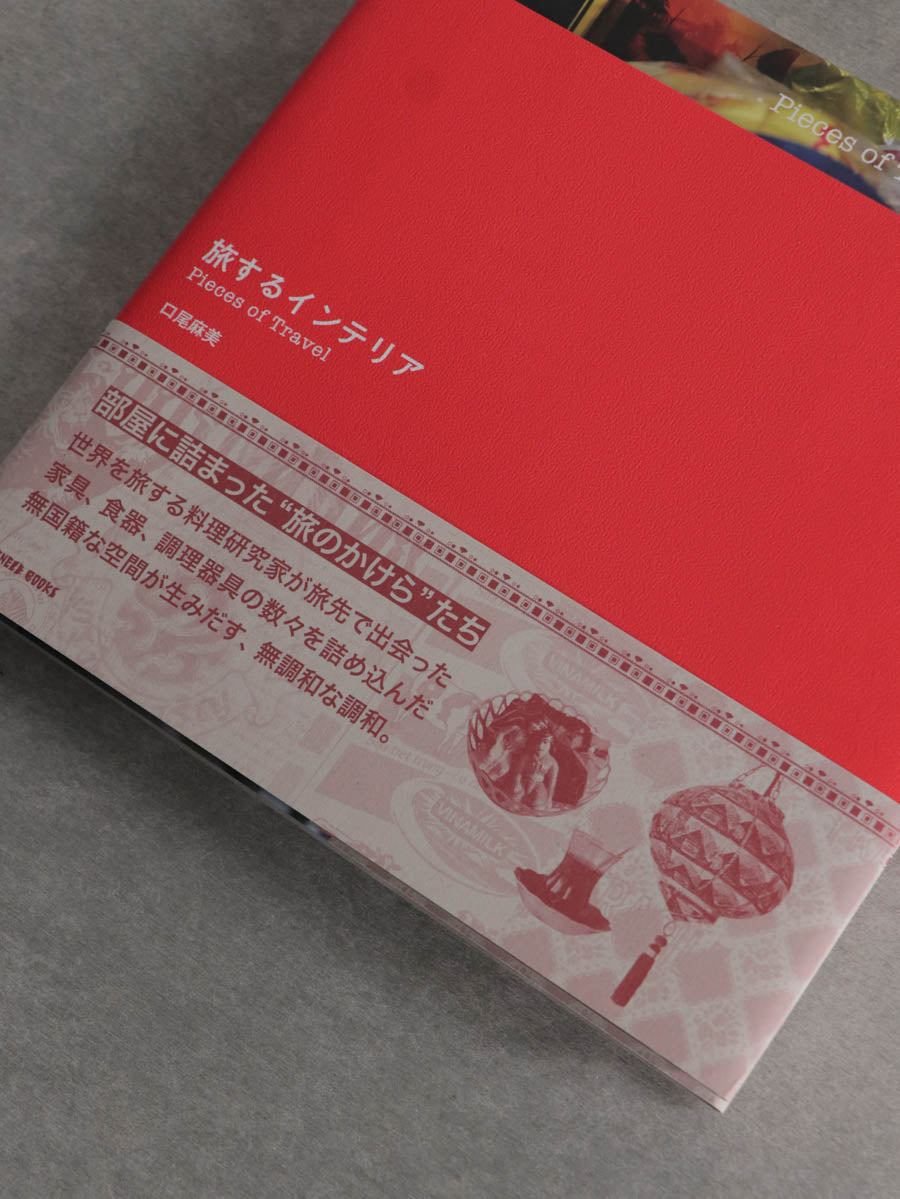 Pieces of
旅するインテリア
Pieces of Travel
口尾麻美
部屋に詰まった“旅のかけら”たち
世界を旅する料理研究家が旅先で出会った
家具、食器、調理器具の数々を詰め込んだ
無国籍な空間が生みだす、無調和な調和。
BOOKS
VINAMILK
VINAMILK